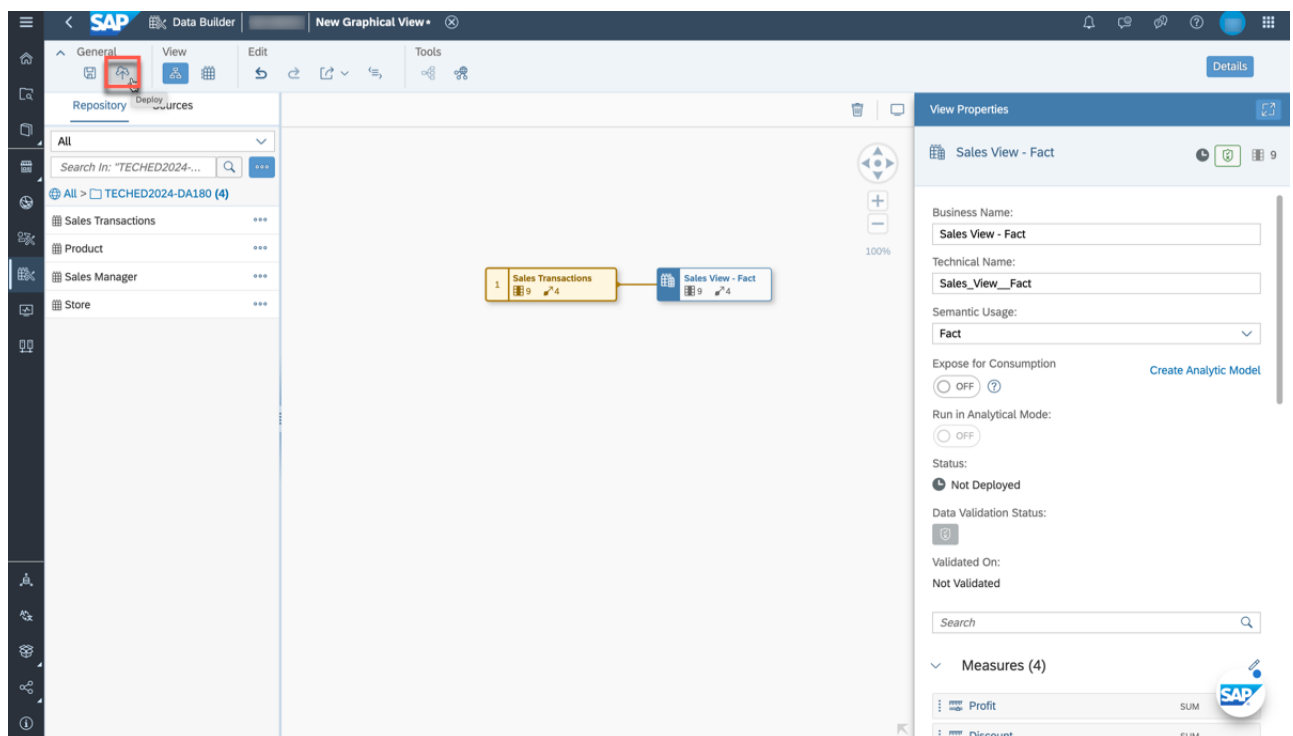 SAP Data Builder New Graphical View*
General View Edit Tools
Details
Deploy
Repository
All
Search In: "TECHED2024-...
All > TECHED2024-DA180 (4)
Sales Transactions
Product
Sales Manager
Store
100%
1 Sales Transactions
9 4
Sales View - Fact
9 4
View Properties
Sales View - Fact 9
Business Name:
Sales View - Fact
Technical Name:
Sales_View__Fact
Semantic Usage:
Fact
Expose for Consumption
Create Analytic Model
OFF
Run in Analytical Mode:
OFF
Status:
Not Deployed
Data Validation Status:
Validated On:
Not Validated
Search
Measures (4)
SAP
Profit SUM
Discount SUM